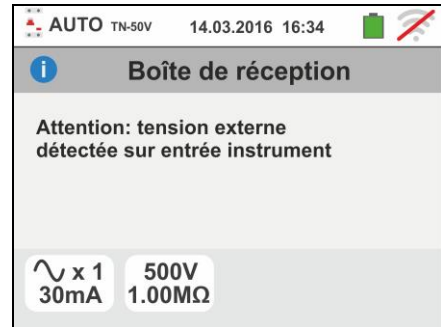 AUTO TN-50V 14.03.2016 16:34
i Boîte de réception
Attention: tension externe
détectée sur entrée instrument
x 1
30mA
500V
1.00MΩ